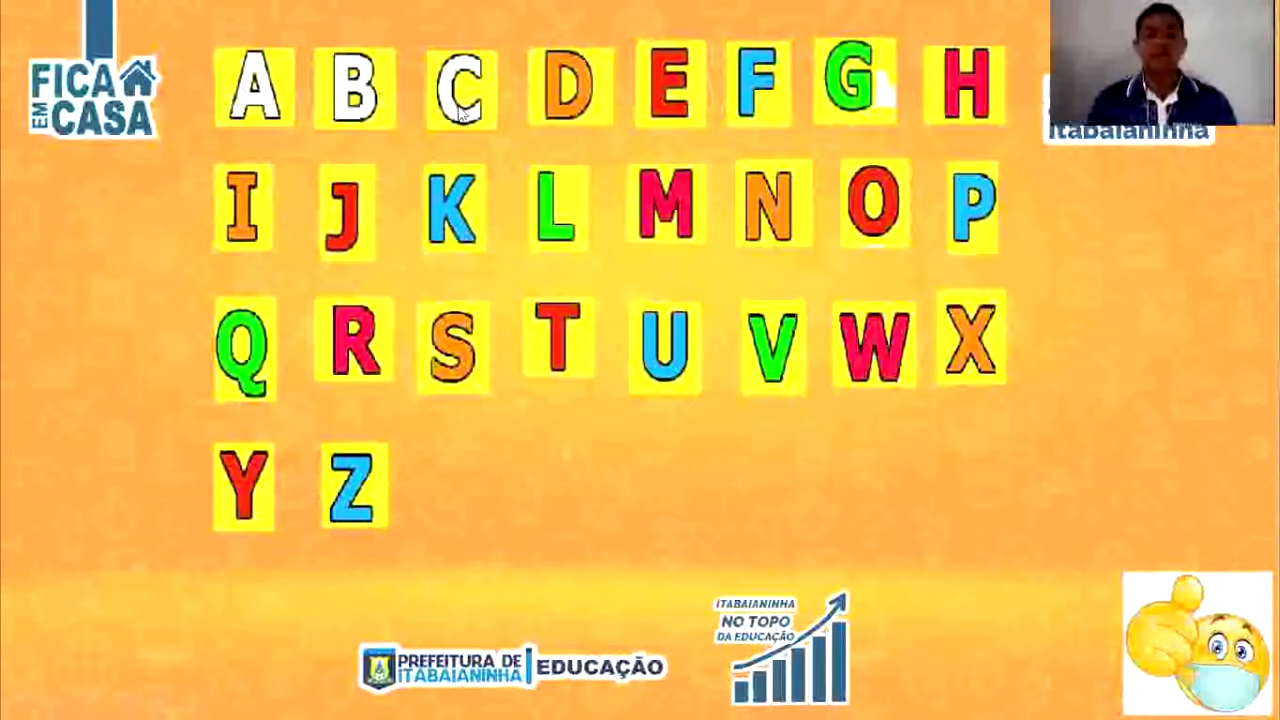 FICA
EM CASA
A B C D E F G H
Itabaianinha
I J K L M N O P
Q R S T U V W X
Y Z
ITABAIANINHA
NO TOPO
DA EDUCAÇÃO
PREFEITURA DE
ITABAIANINHA
EDUCAÇÃO